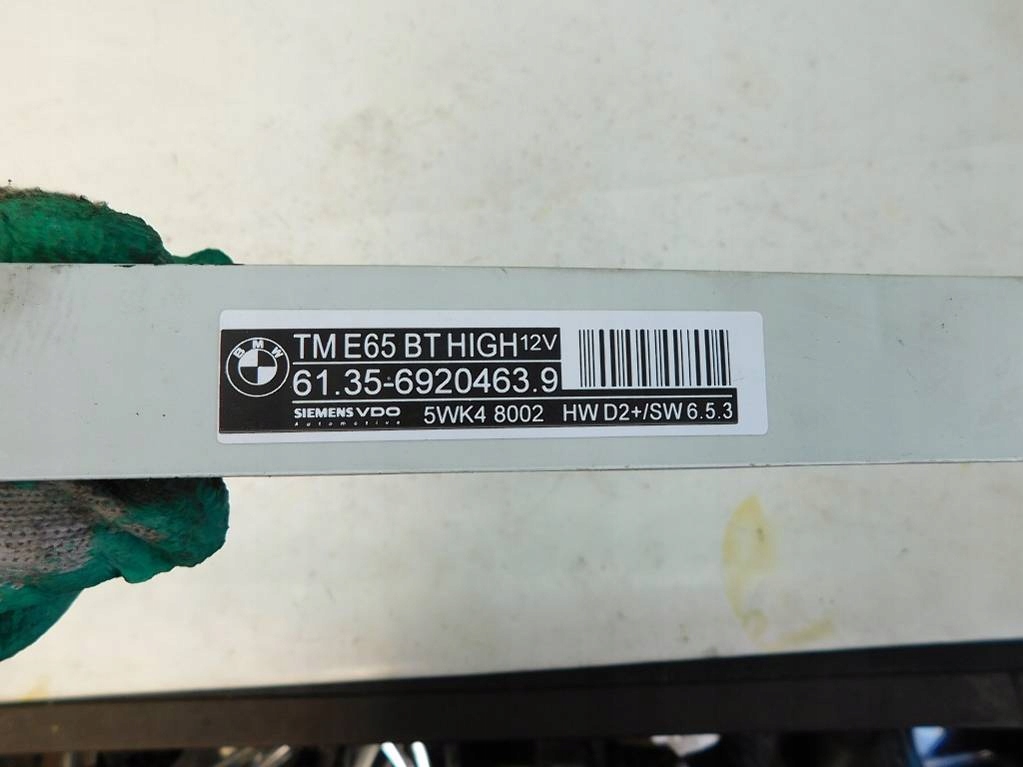 BMW
TM E65 BT HIGH 12V
61.35-6920463.9
SIEMENS VDO 5WK4 8002 HW D2+/SW 6.5.3
Automotive